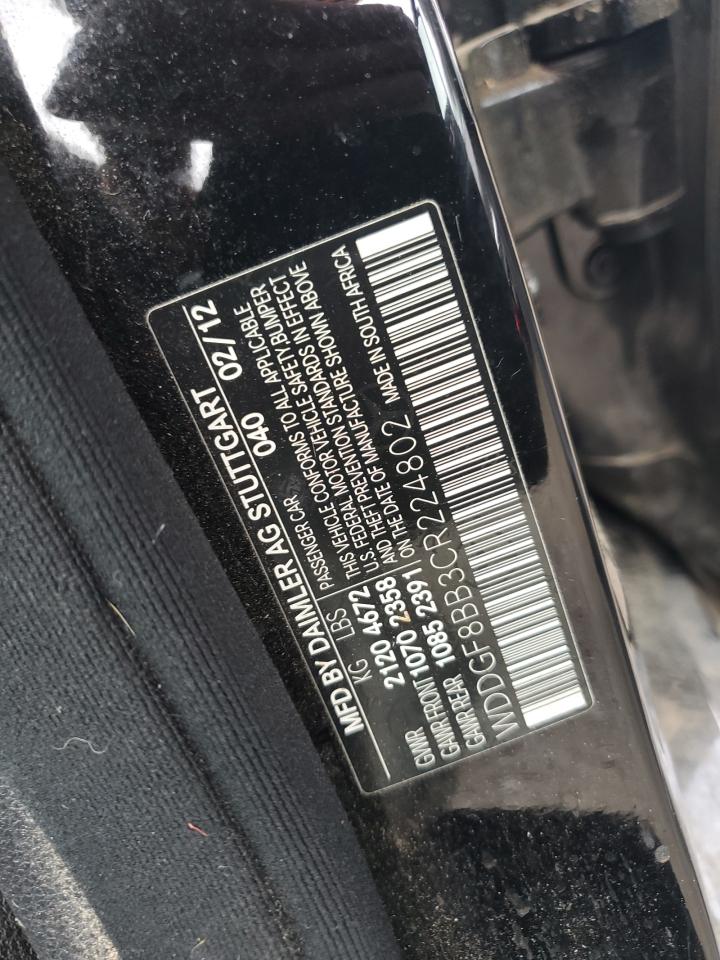 MFD BY DAIMLER AG STUTTGART 040 02/12
KG LBS
GVWR 2120 4672
GAWR FRONT 1070 2358
GAWR REAR 1085 2391
PASSENGER CAR
THIS VEHICLE CONFORMS TO ALL APPLICABLE
U.S. FEDERAL MOTOR VEHICLE SAFETY, BUMPER
AND THEFT PREVENTION STANDARDS IN EFFECT
ON THE DATE OF MANUFACTURE SHOWN ABOVE
WDDGF8BB3CR224802 MADE IN SOUTH AFRICA